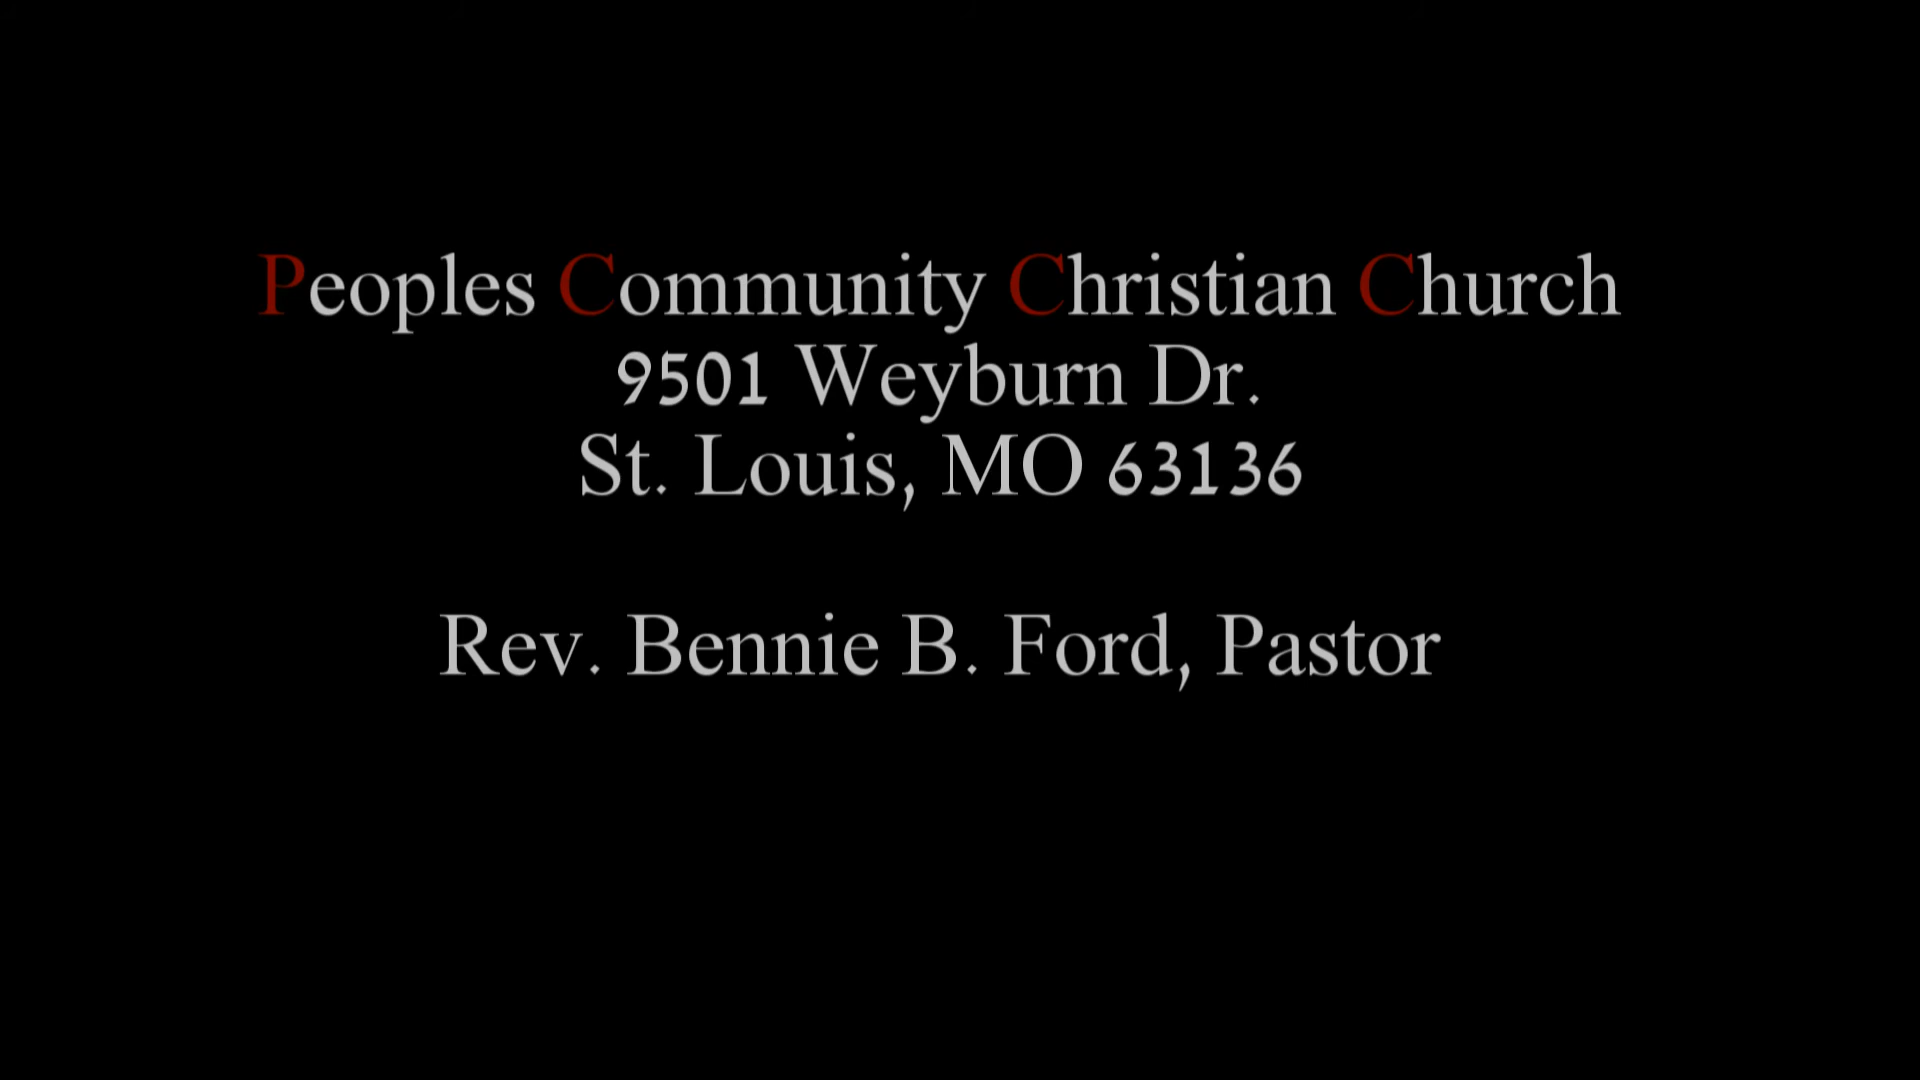 Peoples Community Christian Church
9501 Weyburn Dr.
St. Louis, MO 63136
Rev. Bennie B. Ford, Pastor